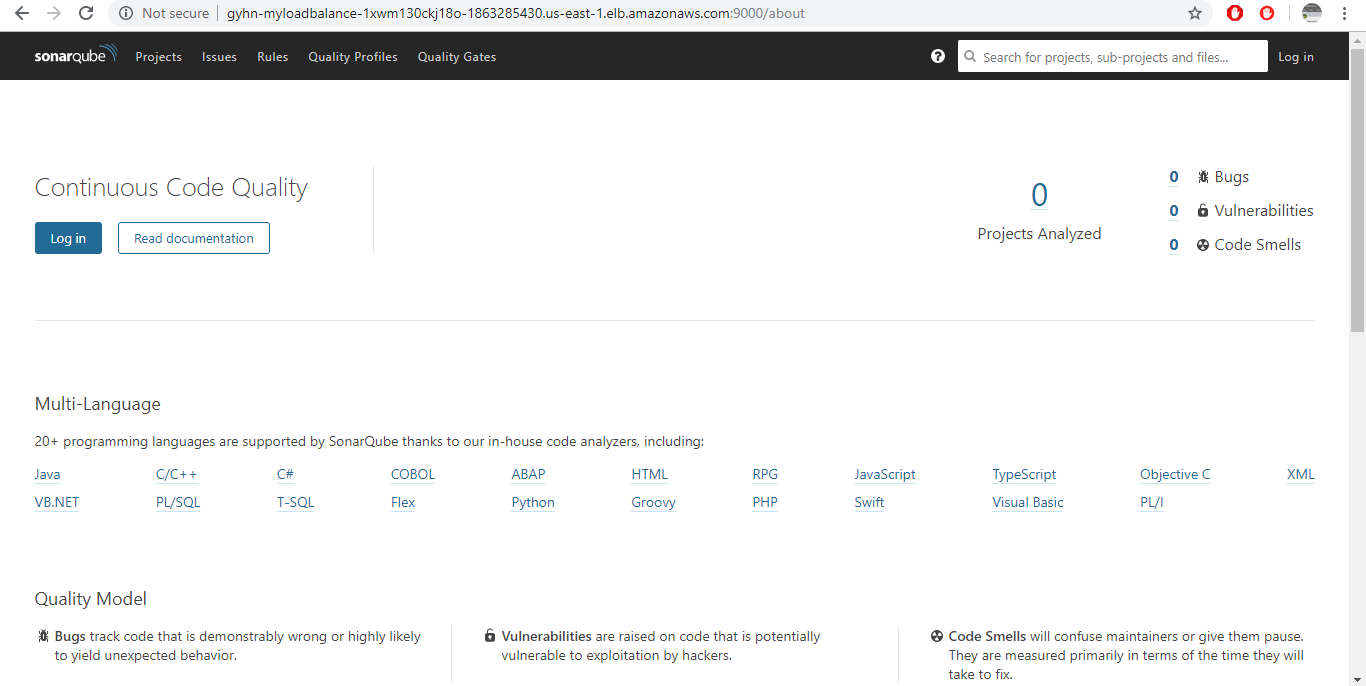 Not secure gyhn-myloadbalance-1xwm130ckj18o-1863285430.us-east-1.elb.amazonaws.com:9000/about
sonarqube Projects Issues Rules Quality Profiles Quality Gates ? Search for projects, sub-projects and files... Log in
Continuous Code Quality
Log in Read documentation
0
Projects Analyzed
0 Bugs
0 Vulnerabilities
0 Code Smells
Multi-Language
20+ programming languages are supported by SonarQube thanks to our in-house code analyzers, including:
Java C/C++ C# COBOL ABAP HTML RPG JavaScript TypeScript Objective C XML
VB.NET PL/SQL T-SQL Flex Python Groovy PHP Swift Visual Basic PL/I
Quality Model
Bugs track code that is demonstrably wrong or highly likely
to yield unexpected behavior.
Vulnerabilities are raised on code that is potentially
vulnerable to exploitation by hackers.
Code Smells will confuse maintainers or give them pause.
They are measured primarily in terms of the time they will
take to fix.